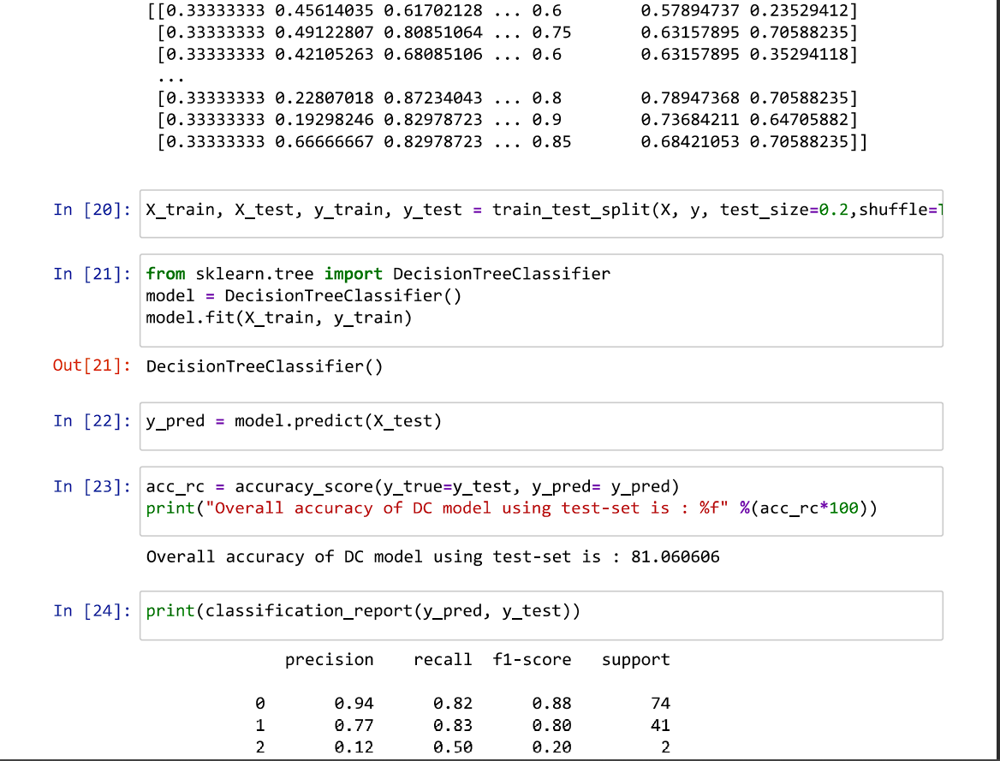 [[0.33333333 0.45614035 0.61702128 ... 0.6 0.57894737 0.23529412]
[0.33333333 0.49122807 0.80851064 ... 0.75 0.63157895 0.70588235]
[0.33333333 0.42105263 0.68085106 ... 0.6 0.63157895 0.35294118]
...
[0.33333333 0.22807018 0.87234043 ... 0.8 0.78947368 0.70588235]
[0.33333333 0.19298246 0.82978723 ... 0.9 0.73684211 0.64705882]
[0.33333333 0.66666667 0.82978723 ... 0.85 0.68421053 0.70588235]]
In [20]: X_train, X_test, y_train, y_test = train_test_split(X, y, test_size=0.2,shuffle=T
In [21]: from sklearn.tree import DecisionTreeClassifier
model = DecisionTreeClassifier()
model.fit(X_train, y_train)
Out[21]: DecisionTreeClassifier()
In [22]: y_pred = model.predict(X_test)
In [23]: acc_rc = accuracy_score(y_true=y_test, y_pred= y_pred)
print("Overall accuracy of DC model using test-set is : %f" %(acc_rc*100))
Overall accuracy of DC model using test-set is : 81.060606
In [24]: print(classification_report(y_pred, y_test))
precision recall f1-score support
0 0.94 0.82 0.88 74
1 0.77 0.83 0.80 41
2 0.12 0.50 0.20 2